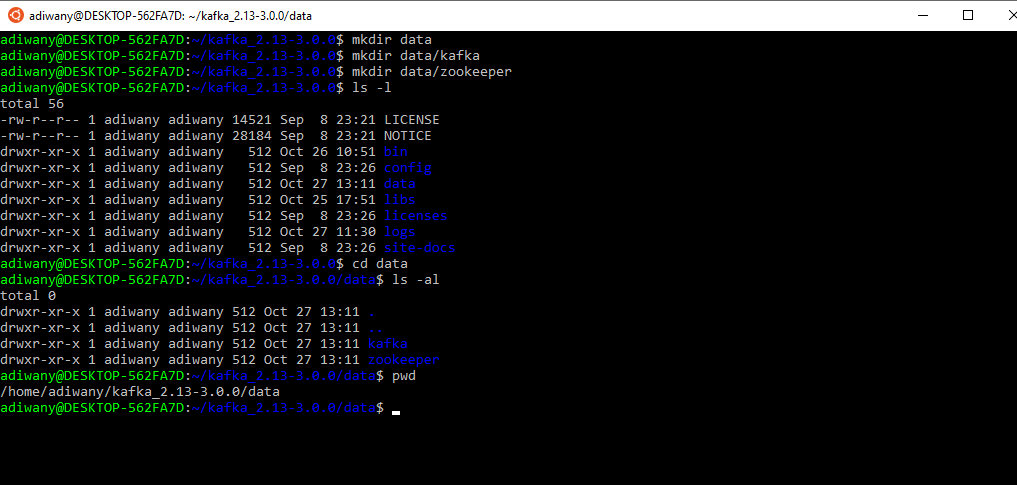 adiwany@DESKTOP-562FA7D: ~/kafka_2.13-3.0.0/data
adiwany@DESKTOP-562FA7D:~/kafka_2.13-3.0.0$ mkdir data
adiwany@DESKTOP-562FA7D:~/kafka_2.13-3.0.0$ mkdir data/kafka
adiwany@DESKTOP-562FA7D:~/kafka_2.13-3.0.0$ mkdir data/zookeeper
adiwany@DESKTOP-562FA7D:~/kafka_2.13-3.0.0$ ls -l
total 56
-rw-r--r-- 1 adiwany adiwany 14521 Sep  8 23:21 LICENSE
-rw-r--r-- 1 adiwany adiwany 28184 Sep  8 23:21 NOTICE
drwxr-xr-x 1 adiwany adiwany   512 Oct 26 10:51 bin
drwxr-xr-x 1 adiwany adiwany   512 Sep  8 23:26 config
drwxr-xr-x 1 adiwany adiwany   512 Oct 27 13:11 data
drwxr-xr-x 1 adiwany adiwany   512 Oct 25 17:51 libs
drwxr-xr-x 1 adiwany adiwany   512 Sep  8 23:26 licenses
drwxr-xr-x 1 adiwany adiwany   512 Oct 27 11:30 logs
drwxr-xr-x 1 adiwany adiwany   512 Sep  8 23:26 site-docs
adiwany@DESKTOP-562FA7D:~/kafka_2.13-3.0.0$ cd data
adiwany@DESKTOP-562FA7D:~/kafka_2.13-3.0.0/data$ ls -al
total 0
drwxr-xr-x 1 adiwany adiwany 512 Oct 27 13:11 .
drwxr-xr-x 1 adiwany adiwany 512 Oct 27 13:11 ..
drwxr-xr-x 1 adiwany adiwany 512 Oct 27 13:11 kafka
drwxr-xr-x 1 adiwany adiwany 512 Oct 27 13:11 zookeeper
adiwany@DESKTOP-562FA7D:~/kafka_2.13-3.0.0/data$ pwd
/home/adiwany/kafka_2.13-3.0.0/data
adiwany@DESKTOP-562FA7D:~/kafka_2.13-3.0.0/data$